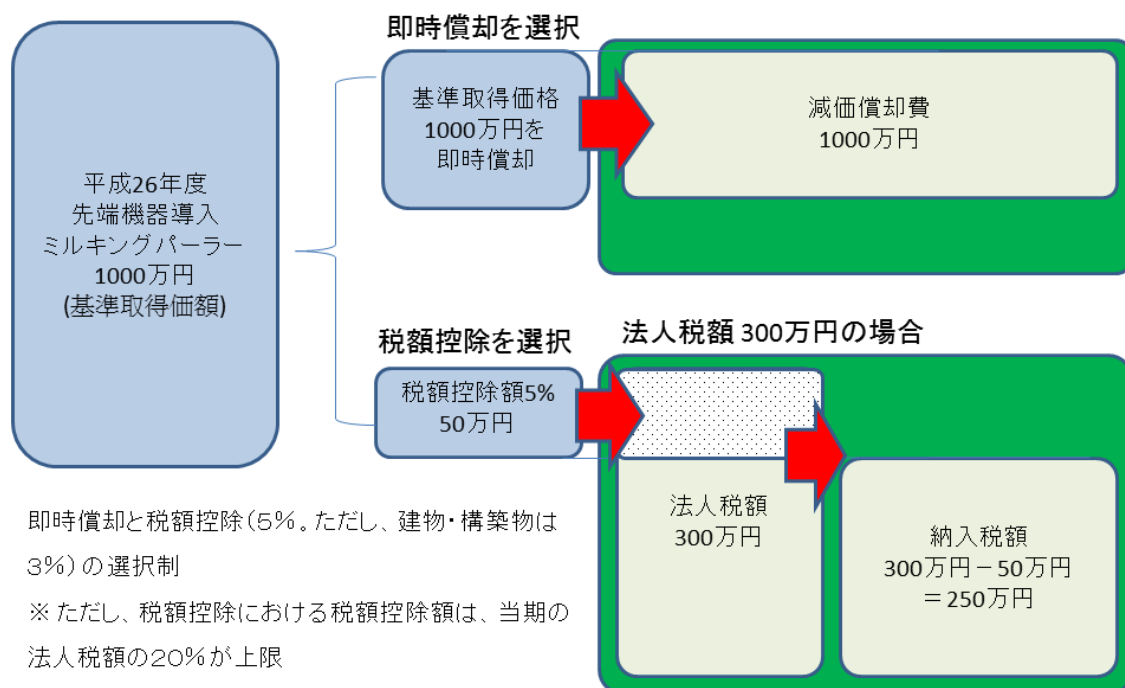 平成26年度
先端機器導入
ミルキングパーラー
1000万円
(基準取得価額)
即時償却を選択
基準取得価格
1000万円を
即時償却
減価償却費
1000万円
税額控除を選択
税額控除額5%
50万円
法人税額 300万円の場合
法人税額
300万円
納入税額
300万円－50万円
＝250万円
即時償却と税額控除(5%。ただし、建物・構築物は
3%)の選択制
※ただし、税額控除における税額控除額は、当期の
法人税額の20%が上限